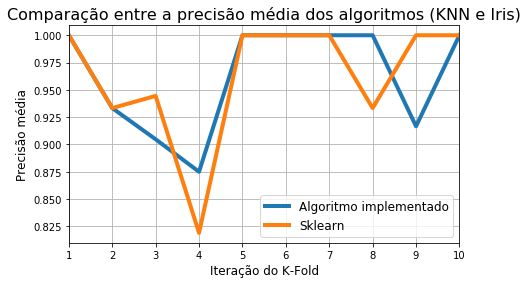 Comparação entre a precisão média dos algoritmos (KNN e Iris)
Precisão média
1.000
0.975
0.950
0.925
0.900
0.875
0.850
0.825
Algoritmo implementado
Sklearn
1 2 3 4 5 6 7 8 9 10
Iteração do K-Fold